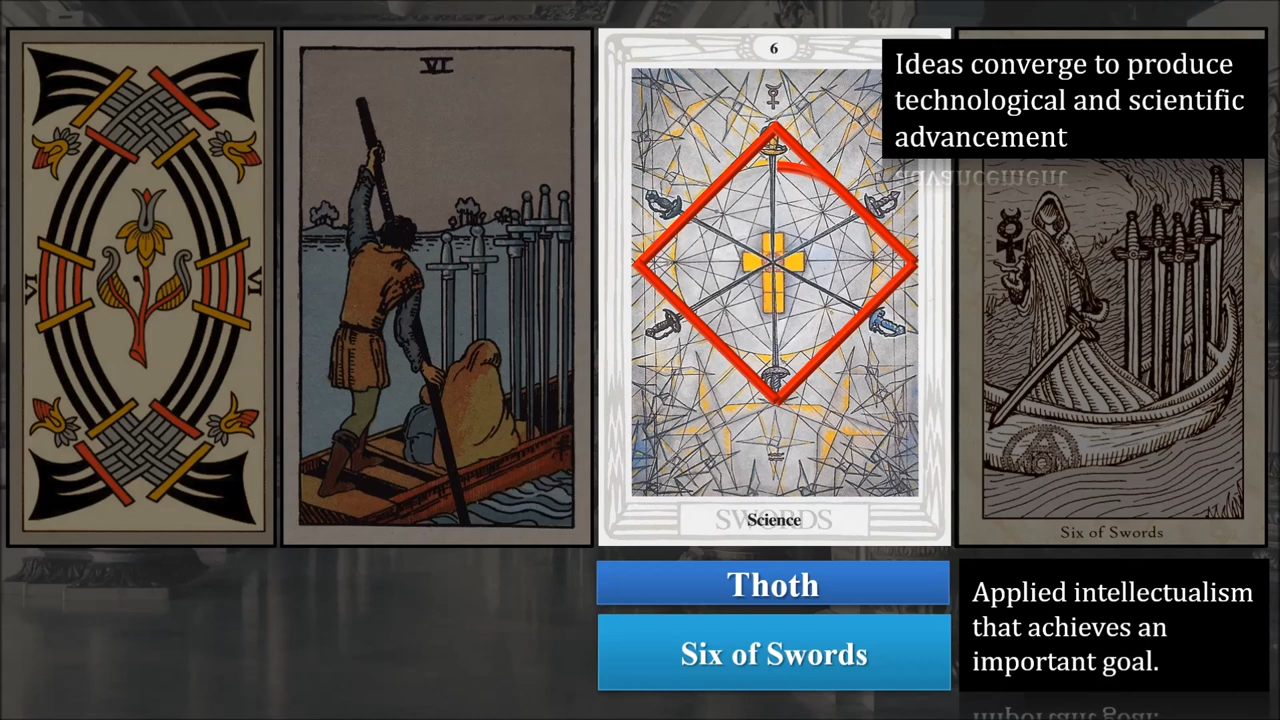 VI
VI
VI
6
SWORDS
Science
Ideas converge to produce
technological and scientific
advancement
Six of Swords
Thoth
Six of Swords
Applied intellectualism
that achieves an
important goal.